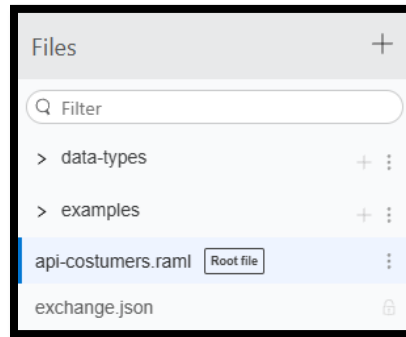 Files
Filter
data-types
examples
api-costumers.raml Root file
exchange.json